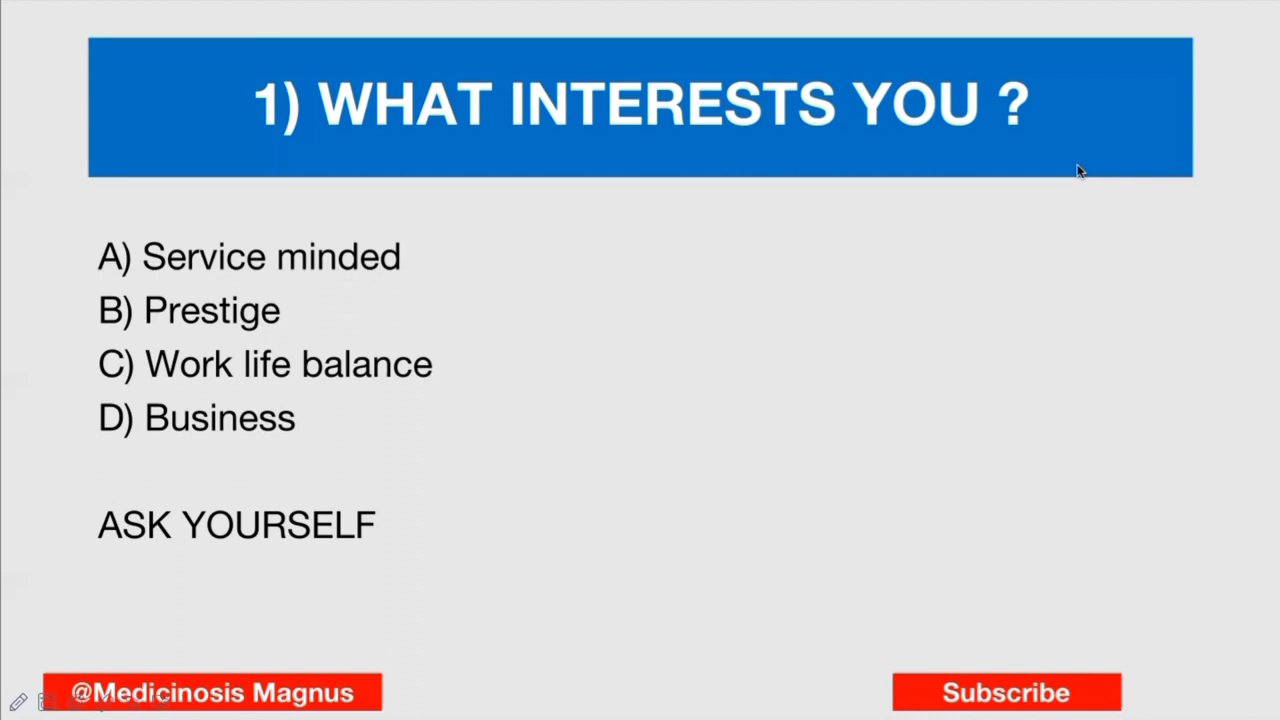 1) WHAT INTERESTS YOU ?
A) Service minded
B) Prestige
C) Work life balance
D) Business
ASK YOURSELF
@Medicinosis Magnus
Subscribe